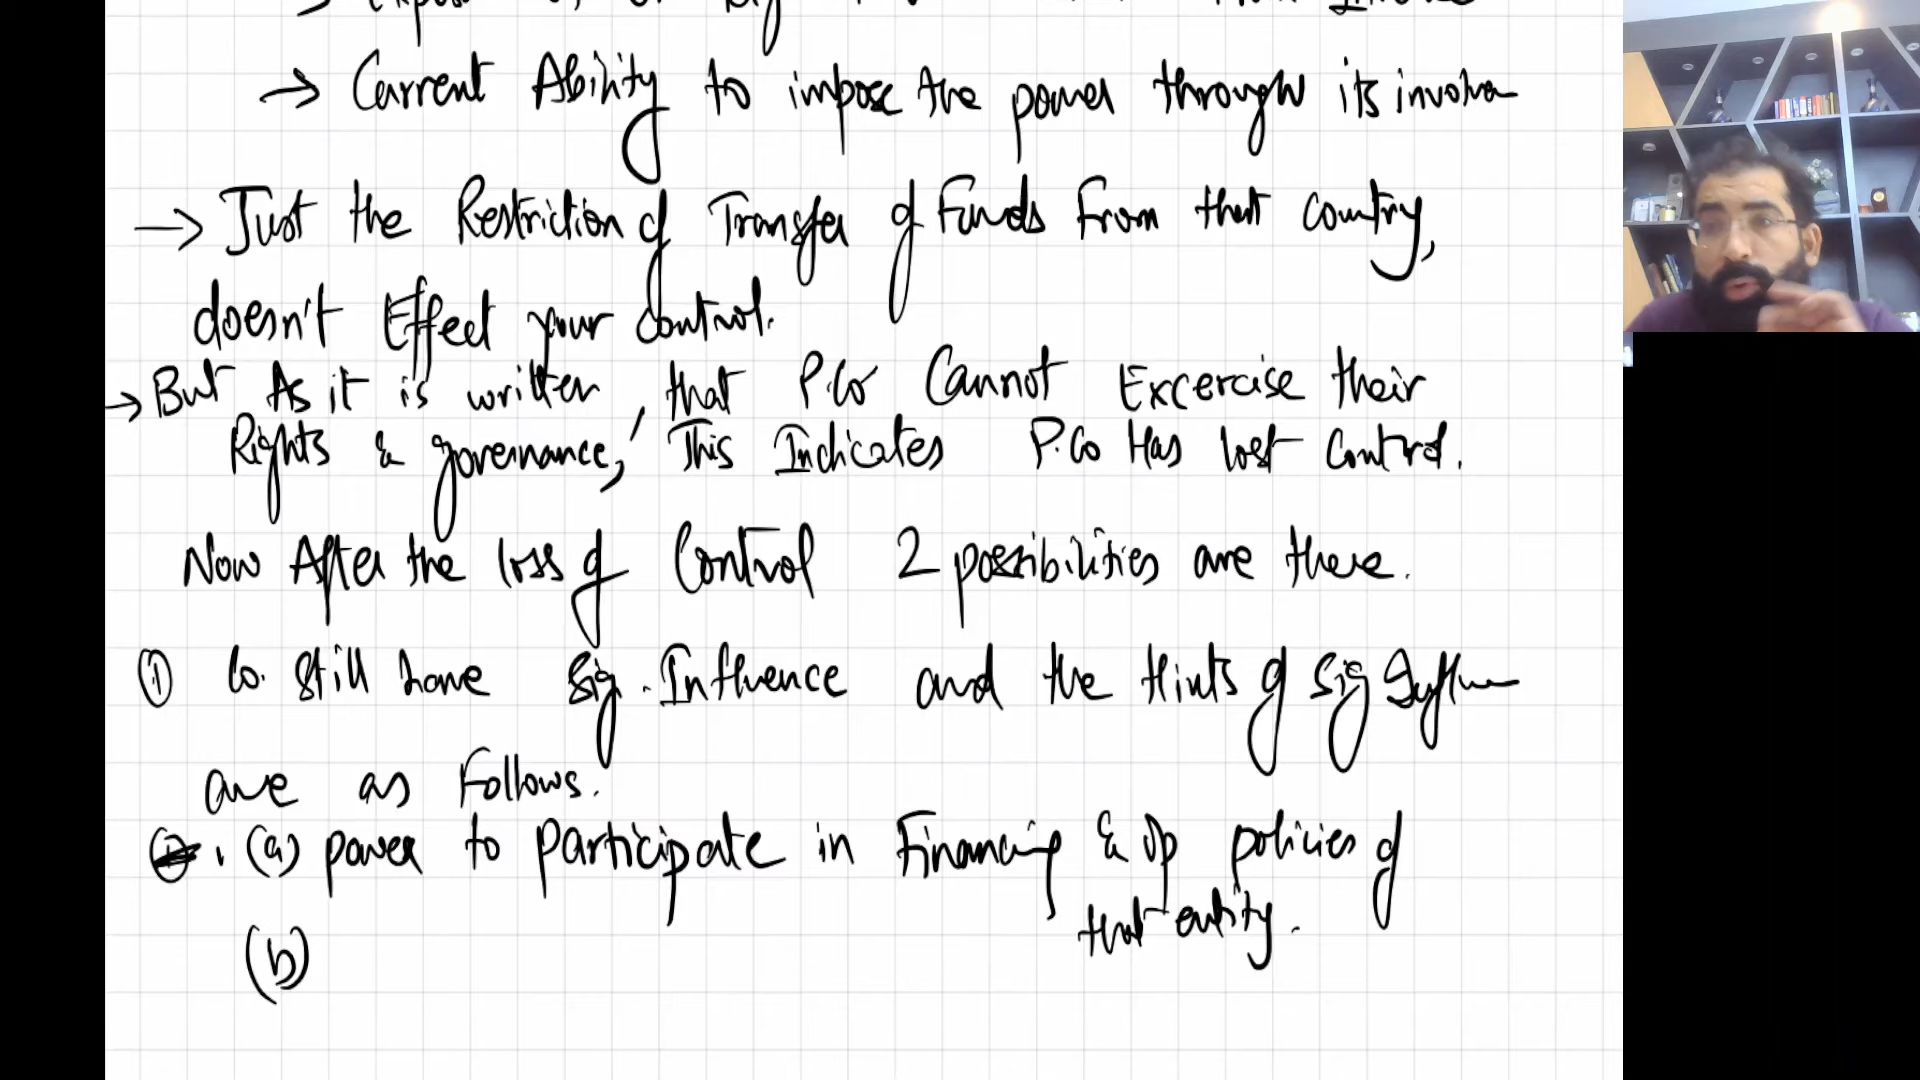 → Current Ability to impose the power through its involve
→ Just the Restriction of Transfer of Funds From that country,
doesn't Effect your control.
→ But As it is written, that P.Co Cannot Excercise their
Rights & governance, This Indicates P.Co Has lost Control.
Now After the loss of Control 2 possibilities are there.
① Co. Still have Sig. Influence and the Hints of Sig Influe
are as Follows.
(a) power to participate in Financing & Op policies of
that entity.
(b)